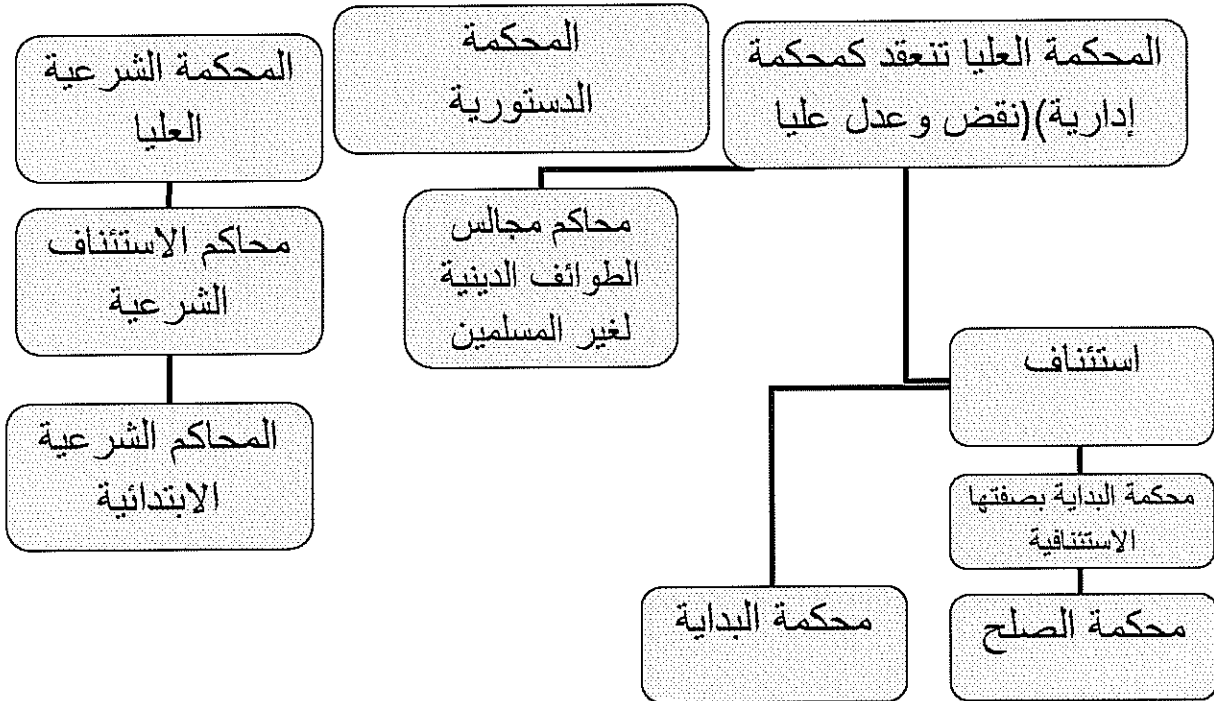 المحكمة العليا تنعقد كمحكمة
إدارية)(نقض وعدل عليا
المحكمة
الدستورية
المحكمة الشرعية
العليا
محاكم مجالس
الطوائف الدينية
لغير المسلمين
محاكم الاستئناف
الشرعية
استئناف
المحاكم الشرعية
الابتدائية
محكمة البداية بصفتها
الاستئنافية
محكمة الصلح
محكمة البداية